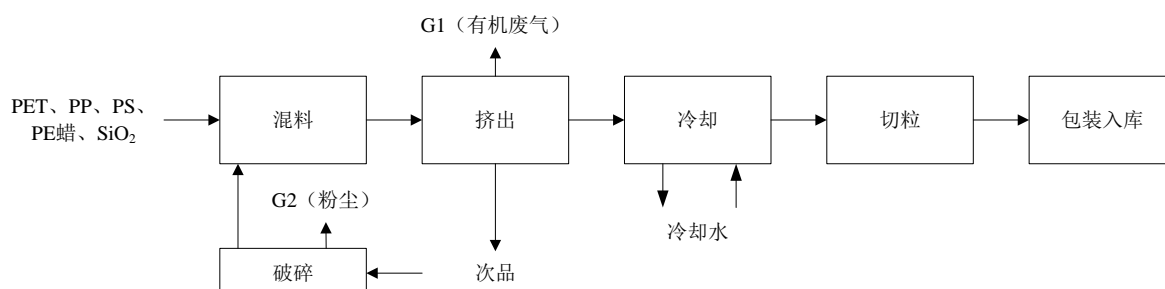 G1（有机废气）
PET、PP、PS、
PE蜡、SiO₂
混料
挤出
冷却
切粒
包装入库
G2（粉尘）
冷却水
破碎
次品